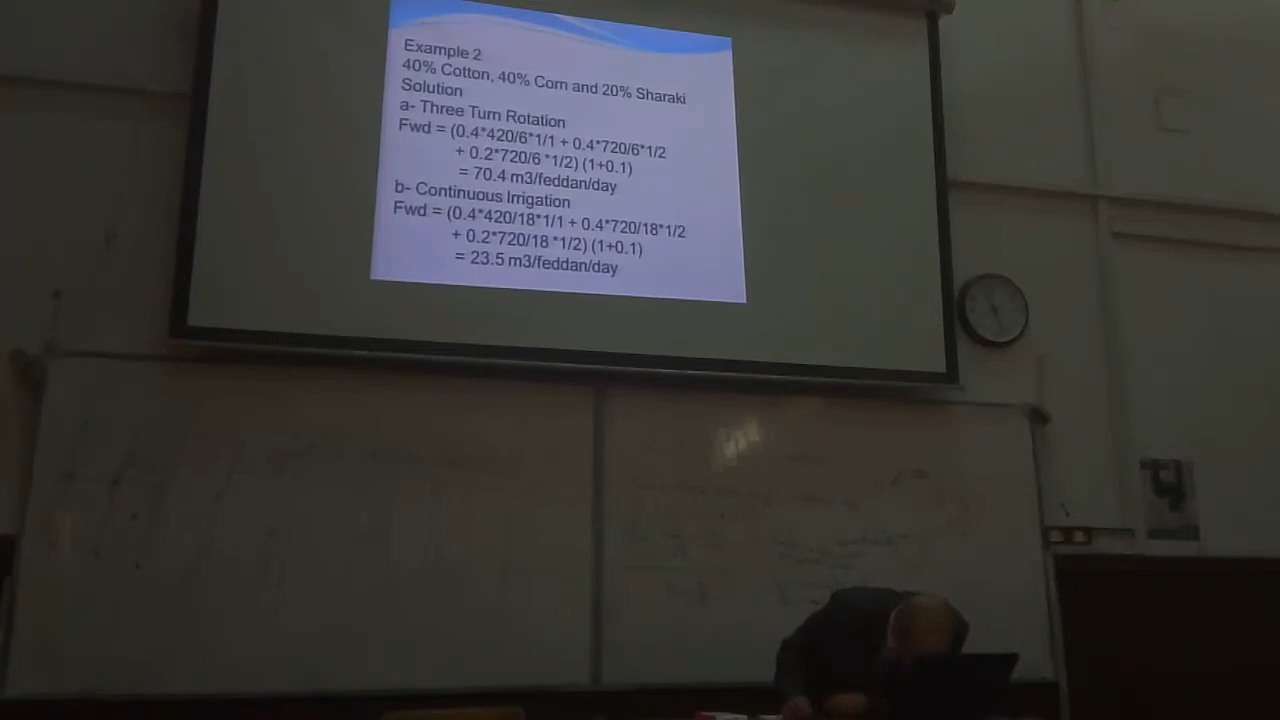 Example 2
40% Cotton, 40% Corn and 20% Sharaki
Solution
a- Three Turn Rotation
Fwd = (0.4*420/6*1/1 + 0.4*720/6*1/2
+ 0.2*720/6 *1/2) (1+0.1)
= 70.4 m3/feddan/day
b- Continuous Irrigation
Fwd = (0.4*420/18*1/1 + 0.4*720/18*1/2
+ 0.2*720/18 *1/2) (1+0.1)
= 23.5 m3/feddan/day